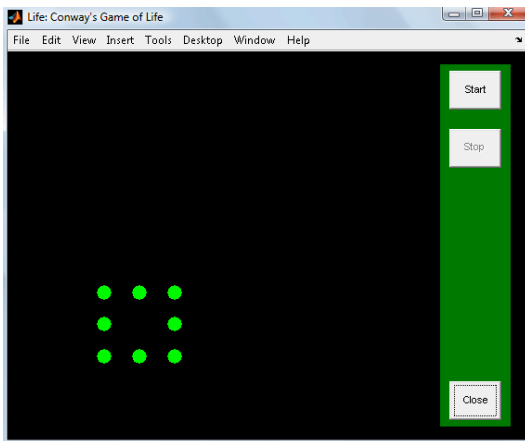 Life: Conway's Game of Life
File Edit View Insert Tools Desktop Window Help
Start
Stop
Close